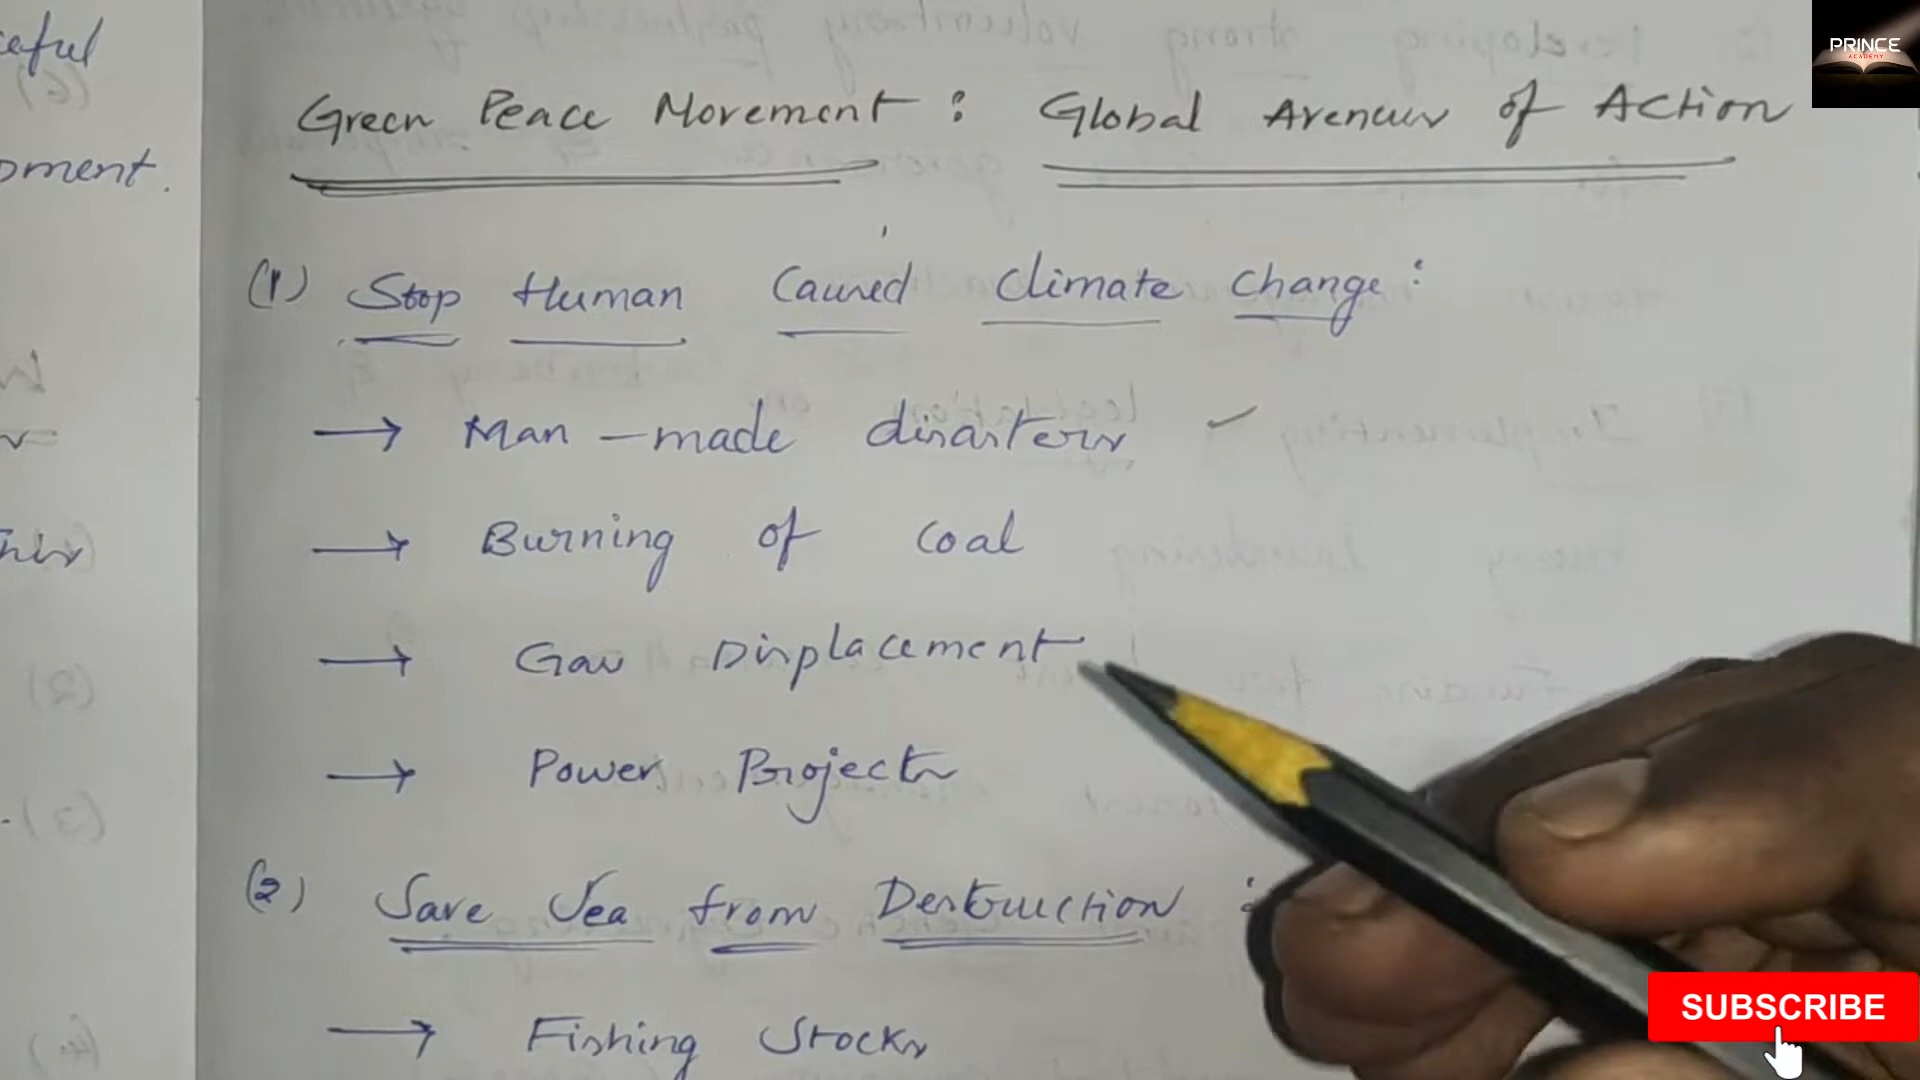 PRINCE
ACADEMY
Green Peace Movement : Global Avenues of Action
(1) Stop Human Caused Climate Change :
→ Man - made disasters
→ Burning of Coal
→ Gas Displacement
→ Power Projects
(2) Save Sea from Destruction :
→ Fishing Stocks
SUBSCRIBE